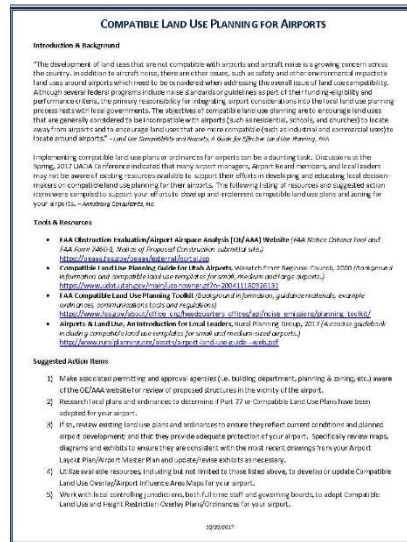 COMPATIBLE LAND USE PLANNING FOR AIRPORTS
Introduction & Background
"The development of land uses that are not compatible with airports and aircraft noise is a growing concern across
the country. In addition to aircraft noise, there are other issues, such as safety and other environmental impacts to
land uses around airports which need to be considered when addressing the overall issue of land use compatibility.
Although several federal programs include noise standards or guidelines as part of their funding-eligibility and
performance criteria, the primary responsibility for integrating airport considerations into the local land use planning
process rests with local governments. The objectives of compatible land use planning are to encourage land uses
that are generally considered to be incompatible with airports (such as residential, schools, and churches) to locate
away from airports and to encourage land uses that are more compatible (such as industrial and commercial uses) to
locate around airports." – Land Use Compatibility and Airports, A Guide for Effective Land Use Planning, FAA
Implementing compatible land use plans or ordinances for airports can be a daunting task. Discussions at the
Spring, 2017 UAOA Conference indicated that many airport managers, Airport Board members, and local leaders
may not be aware of existing resources available to support their efforts in developing and educating local decision-
makers on compatible land use planning for their airports. The following listing of resources and suggested action
items were compiled to support your efforts to develop and implement compatible land use plans and zoning for
your airports. – Armstrong Consultants, Inc.
Tools & Resources
• FAA Obstruction Evaluation/Airport Airspace Analysis (OE/AAA) Website (FAA Notice Criteria Tool and
FAA Form 7460-1, Notice of Proposed Construction submittal site.)
https://oeaaa.faa.gov/oeaaa/external/portal.jsp
• Compatible Land Use Planning Guide for Utah Airports, Wasatch Front Regional Council, 2000 (Background
information and compatible land use templates for small, medium and large airports.)
https://www.udot.utah.gov/main/uconowner.gf?n=200411180926131
• FAA Compatible Land Use Planning Toolkit (Background information, guidance materials, example
ordinances, communications tools and regulations)
https://www.faa.gov/about/office_org/headquarters_offices/apl/noise_emissions/planning_toolkit/
• Airports & Land Use, An Introduction for Local Leaders, Rural Planning Group, 2017 (A concise guidebook
including compatible land use templates for small and medium-sized airports.)
http://www.ruralplanning.org/assets/airport-land-use-guide---web.pdf
Suggested Action Items
1) Make associated permitting and approval agencies (i.e. building department, planning & zoning, etc.) aware
of the OE/AAA website for review of proposed structures in the vicinity of the airport.
2) Research local plans and ordinances to determine if Part 77 or Compatible Land Use Plans have been
adopted for your airport.
3) If so, review existing land use plans and ordinances to ensure they reflect current conditions and planned
airport development; and that they provide adequate protection of your airport. Specifically review maps,
diagrams and exhibits to ensure they are consistent with the most recent drawings from your Airport
Layout Plan/Airport Master Plan and update/revise exhibits as necessary.
4) Utilize available resources, including but not limited to those listed above, to develop or update Compatible
Land Use Overlay/Airport Influence Area Maps for your airport.
5) Work with local controlling jurisdictions, both full-time staff and governing boards, to adopt Compatible
Land Use and Height Restriction Overlay Plans/Ordinances for your airport.